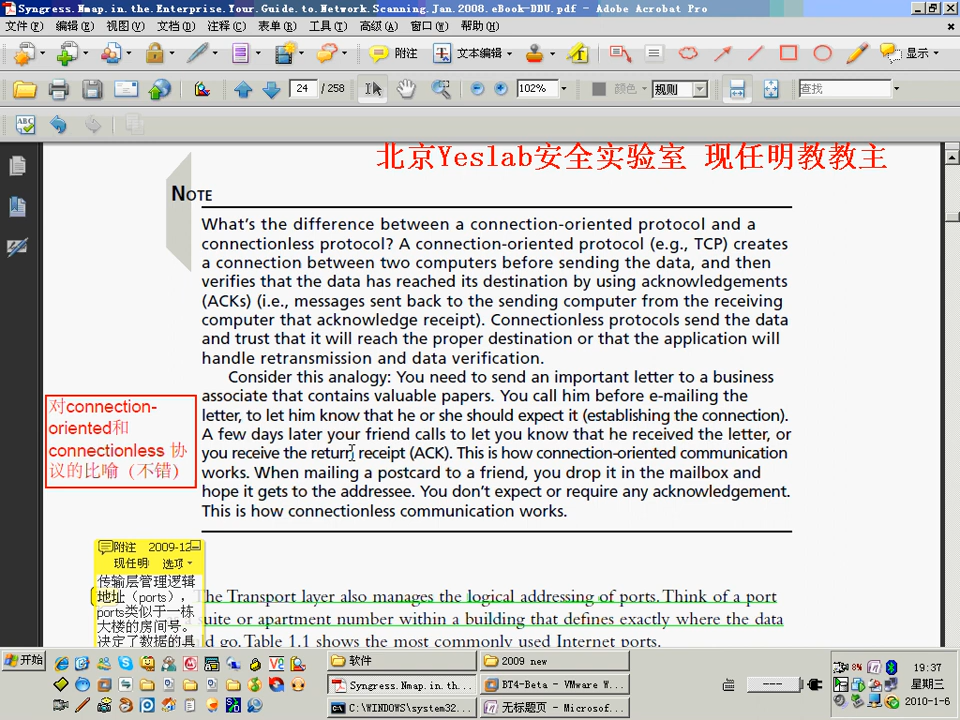 Syngress.Nmap.in.the.Enterprise.Your.Guide.to.Network.Scanning.Jan.2008.eBook-DDU.pdf - Adobe Acrobat Pro
文件(F) 编辑(E) 视图(V) 文档(D) 注释(C) 表单(R) 工具(T) 高级(A) 窗口(W) 帮助(H)
附注 文本编辑 显示
24 / 258 102% 颜色 规则 查找
北京Yeslab安全实验室 现任明教教主
NOTE
What's the difference between a connection-oriented protocol and a
connectionless protocol? A connection-oriented protocol (e.g., TCP) creates
a connection between two computers before sending the data, and then
verifies that the data has reached its destination by using acknowledgements
(ACKs) (i.e., messages sent back to the sending computer from the receiving
computer that acknowledge receipt). Connectionless protocols send the data
and trust that it will reach the proper destination or that the application will
handle retransmission and data verification.
Consider this analogy: You need to send an important letter to a business
associate that contains valuable papers. You call him before e-mailing the
letter, to let him know that he or she should expect it (establishing the connection).
A few days later your friend calls to let you know that he received the letter, or
you receive the return receipt (ACK). This is how connection-oriented communication
works. When mailing a postcard to a friend, you drop it in the mailbox and
hope it gets to the addressee. You don't expect or require any acknowledgement.
This is how connectionless communication works.
对connection-
oriented和
connectionless 协
议的比喻（不错）
附注 2009-12
现任明 选项
传输层管理逻辑
地址（ports），
ports类似于一栋
大楼的房间号。
决定了数据的具
The Transport layer also manages the logical addressing of ports. Think of a port
suite or apartment number within a building that defines exactly where the data
d go. Table 1.1 shows the most commonly used Internet ports.
开始
软件
2009 new
Syngress.Nmap.in.th...
BT4-Beta - VMware W...
C:\WINDOWS\system32...
无标题页 - Microsof...
8%
19:37
星期三
2010-1-6